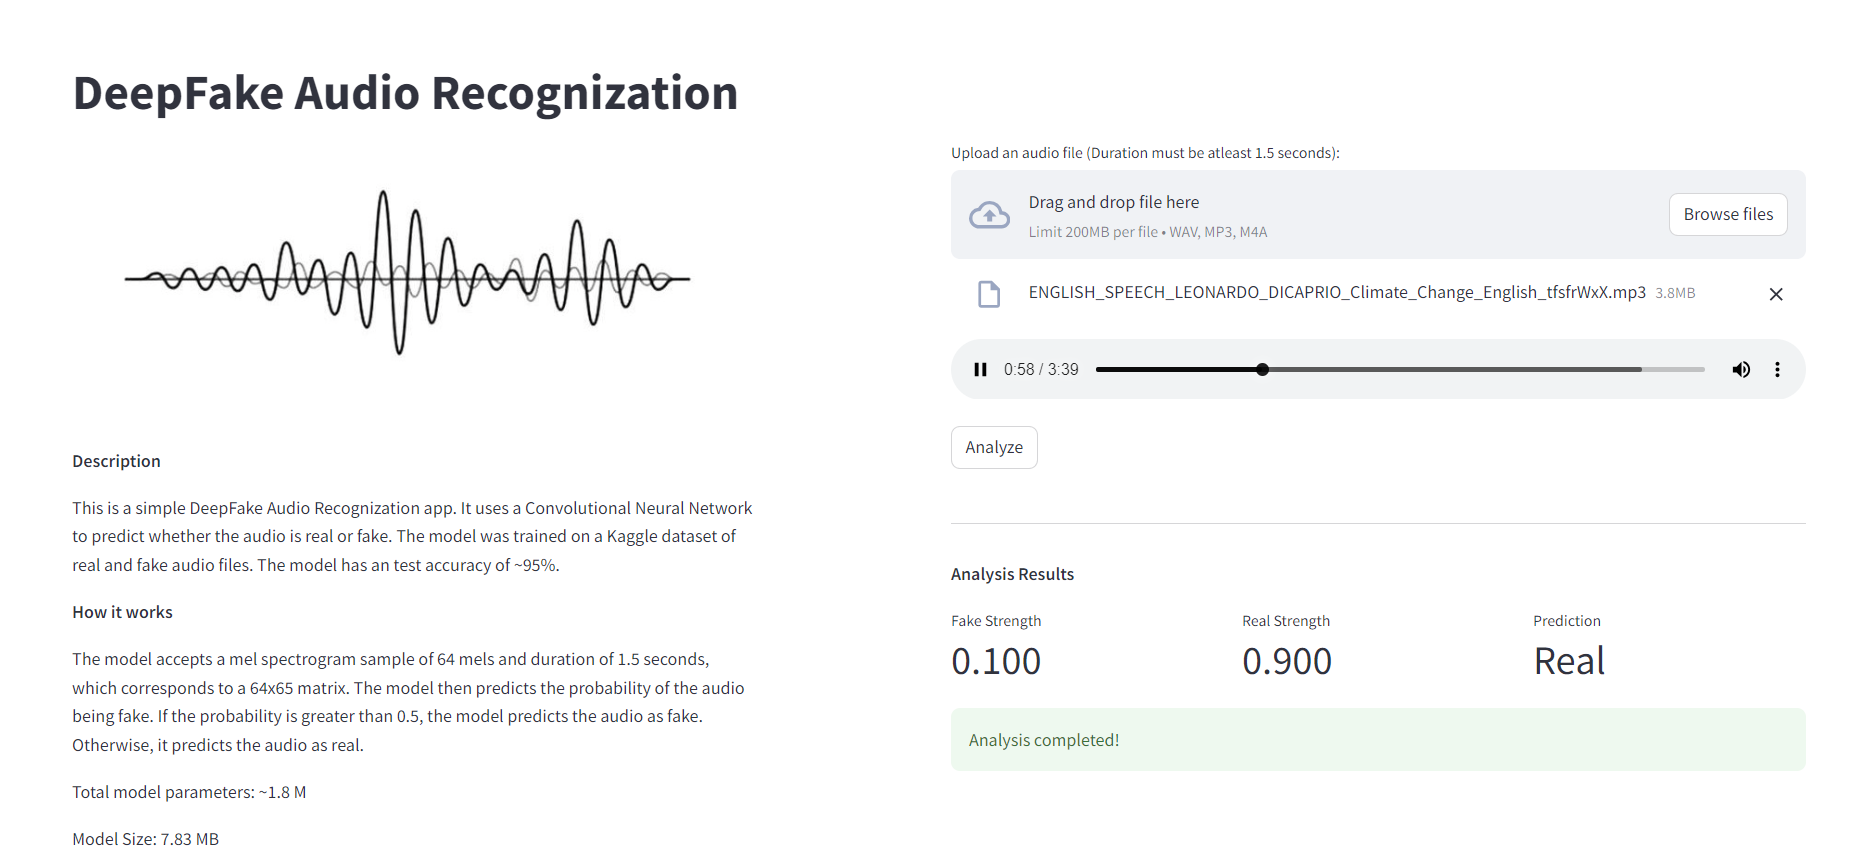 DeepFake Audio Recognization
Description
This is a simple DeepFake Audio Recognization app. It uses a Convolutional Neural Network
to predict whether the audio is real or fake. The model was trained on a Kaggle dataset of
real and fake audio files. The model has an test accuracy of ~95%.
How it works
The model accepts a mel spectrogram sample of 64 mels and duration of 1.5 seconds,
which corresponds to a 64x65 matrix. The model then predicts the probability of the audio
being fake. If the probability is greater than 0.5, the model predicts the audio as fake.
Otherwise, it predicts the audio as real.
Total model parameters: ~1.8 M
Model Size: 7.83 MB
Upload an audio file (Duration must be atleast 1.5 seconds):
Drag and drop file here
Limit 200MB per file • WAV, MP3, M4A
Browse files
ENGLISH_SPEECH_LEONARDO_DICAPRIO_Climate_Change_English_tfsfrWxX.mp3 3.8MB
0:58 / 3:39
Analyze
Analysis Results
Fake Strength
0.100
Real Strength
0.900
Prediction
Real
Analysis completed!